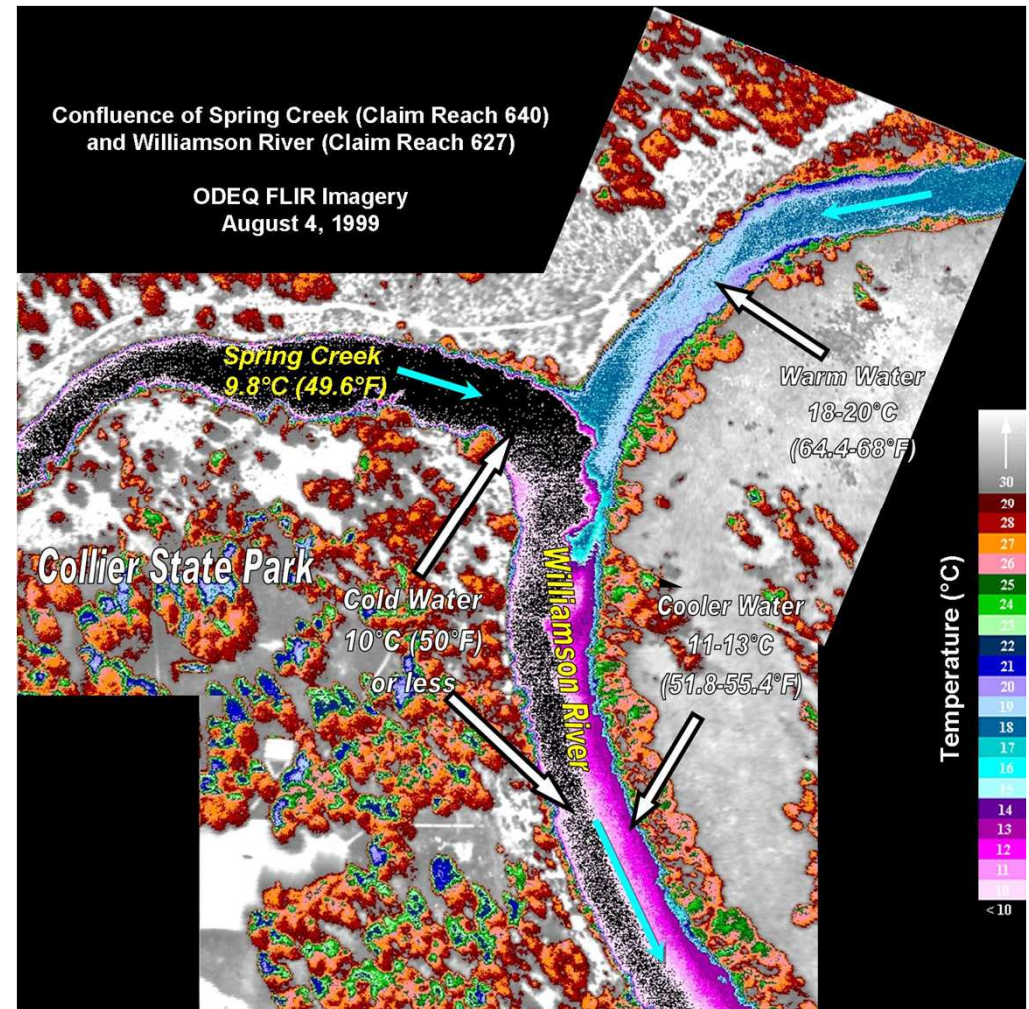 Confluence of Spring Creek (Claim Reach 640)
and Williamson River (Claim Reach 627)
ODEQ FLIR Imagery
August 4, 1999
Spring Creek
9.8°C (49.6°F)
Warm Water
18-20°C
(64.4-68°F)
Collier State Park
Cold Water
10°C (50°F)
or less
Williamson River
Cooler Water
11-13°C
(51.8-55.4°F)
Temperature (°C)
30
29
28
27
26
25
24
23
22
21
20
19
18
17
16
15
14
13
12
11
10
< 10